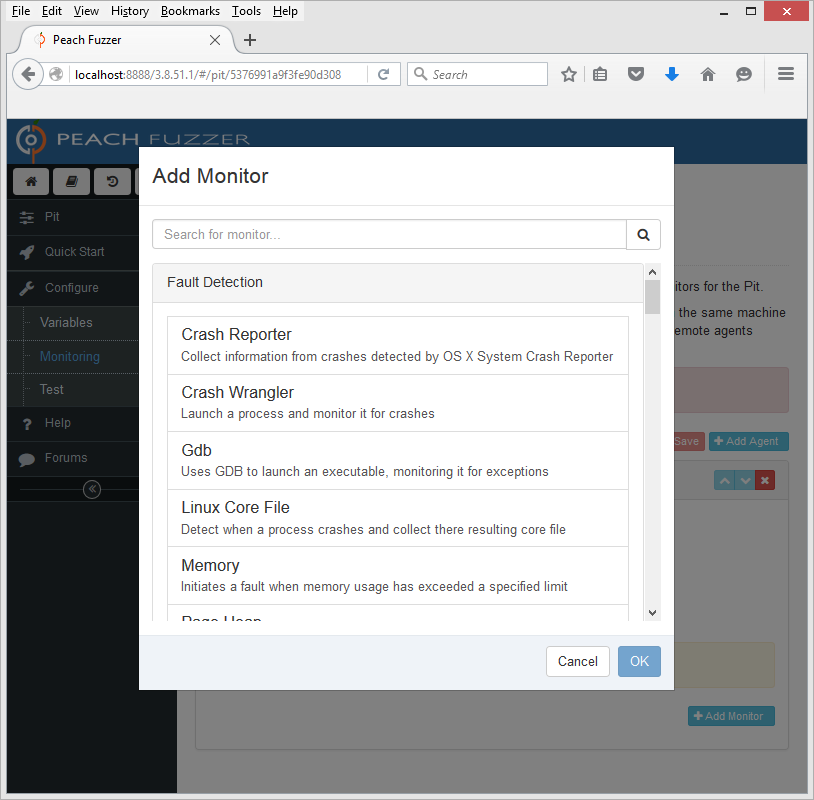 File Edit View History Bookmarks Tools Help
Peach Fuzzer
localhost:8888/3.8.51.1/#/pit/5376991a9f3fe90d308
Search
PEACH FUZZER
Add Monitor
Search for monitor...
Fault Detection
Crash Reporter
Collect information from crashes detected by OS X System Crash Reporter
Crash Wrangler
Launch a process and monitor it for crashes
Gdb
Uses GDB to launch an executable, monitoring it for exceptions
Linux Core File
Detect when a process crashes and collect there resulting core file
Memory
Initiates a fault when memory usage has exceeded a specified limit
Cancel OK
Pit
Quick Start
Configure
Variables
Monitoring
Test
Help
Forums
itors for the Pit.
the same machine
emote agents
Save Add Agent
Add Monitor